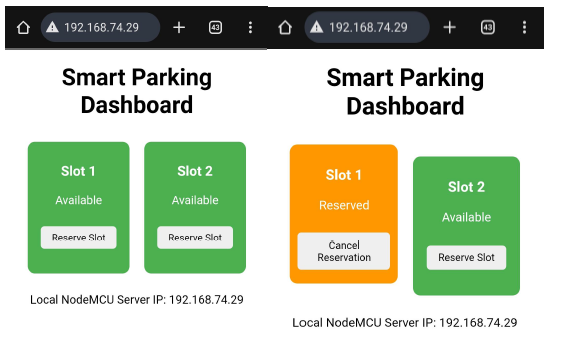 192.168.74.29
43
Smart Parking
Dashboard
Slot 1
Available
Reserve Slot
Slot 2
Available
Reserve Slot
Local NodeMCU Server IP: 192.168.74.29
192.168.74.29
43
Smart Parking
Dashboard
Slot 1
Reserved
Cancel
Reservation
Slot 2
Available
Reserve Slot
Local NodeMCU Server IP: 192.168.74.29